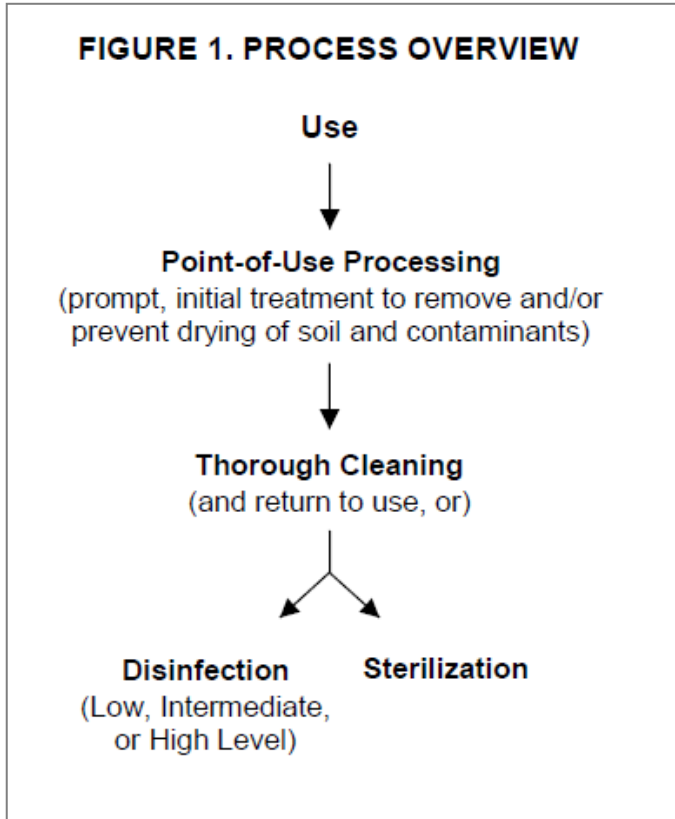 FIGURE 1. PROCESS OVERVIEW
Use
Point-of-Use Processing
(prompt, initial treatment to remove and/or
prevent drying of soil and contaminants)
Thorough Cleaning
(and return to use, or)
Disinfection
(Low, Intermediate,
or High Level)
Sterilization